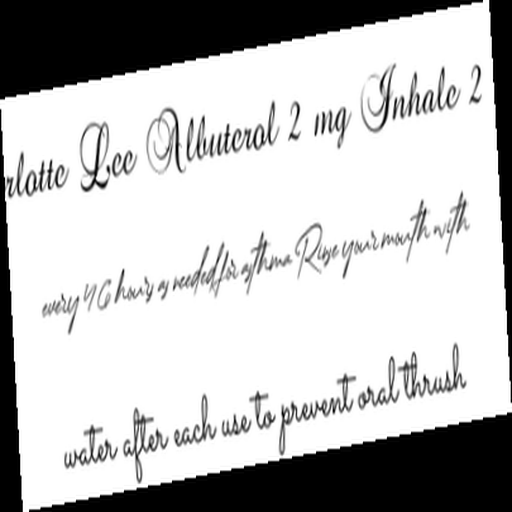 rlotte Lee Albuterol 2 mg Inhale 2
every 4 6 hours as needed for asthma Rinse your mouth with
water after each use to prevent oral thrush